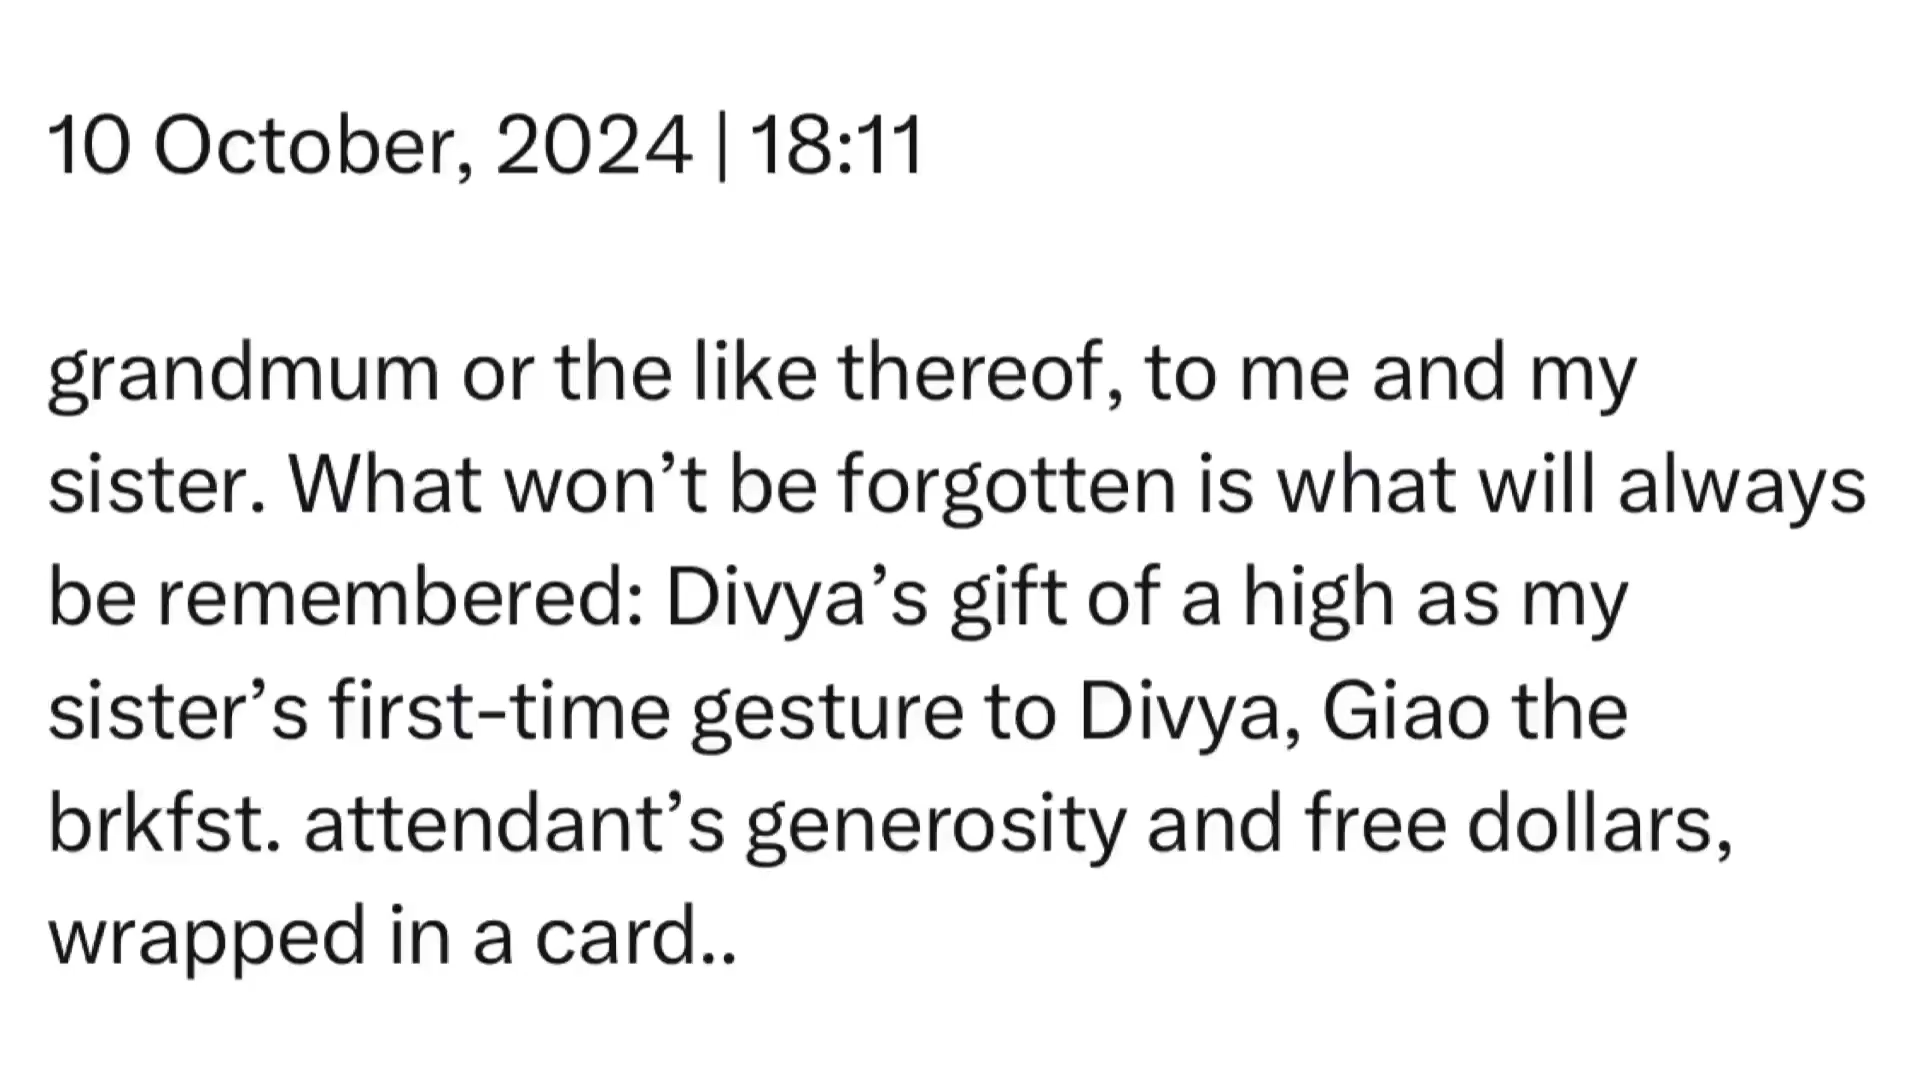 10 October, 2024 | 18:11
grandmum or the like thereof, to me and my
sister. What won’t be forgotten is what will always
be remembered: Divya’s gift of a high as my
sister’s first-time gesture to Divya, Giao the
brkfst. attendant’s generosity and free dollars,
wrapped in a card..